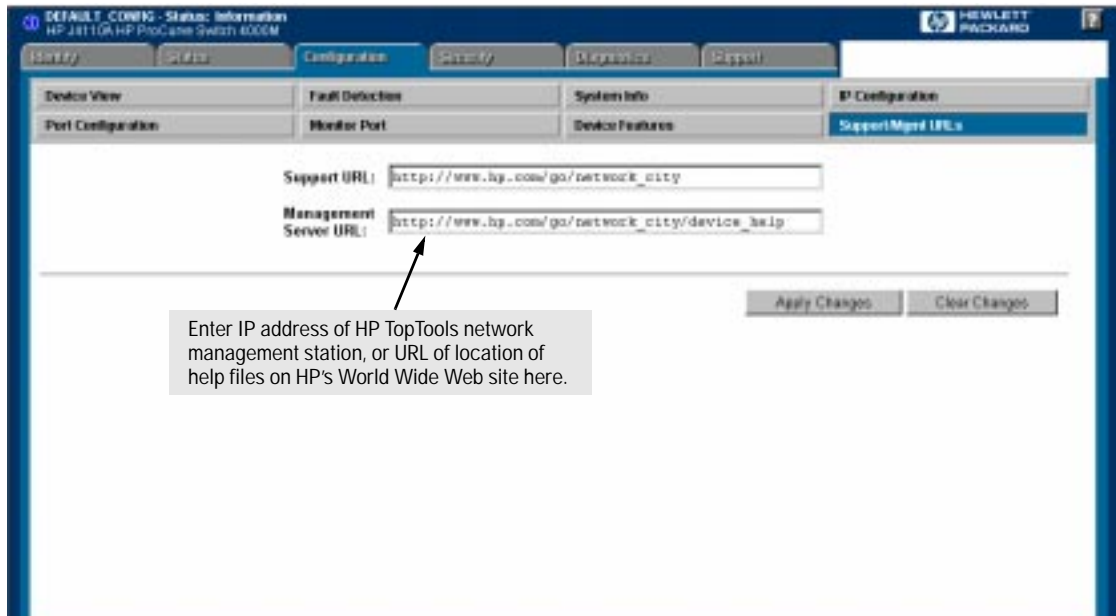 DEFAULT_CONFIG - Status: Information
HP J4110A HP ProCurve Switch 4000M
HEWLETT
PACKARD
?
Identity
Status
Configuration
Security
Diagnostics
Support
Device View
Fault Detection
System Info
IP Configuration
Port Configuration
Monitor Port
Device Features
Support/Mgmt URLs
Support URL: http://www.hp.com/go/network_city
Management
Server URL: http://www.hp.com/go/network_city/device_help
Apply Changes
Clear Changes
Enter IP address of HP TopTools network
management station, or URL of location of
help files on HP's World Wide Web site here.